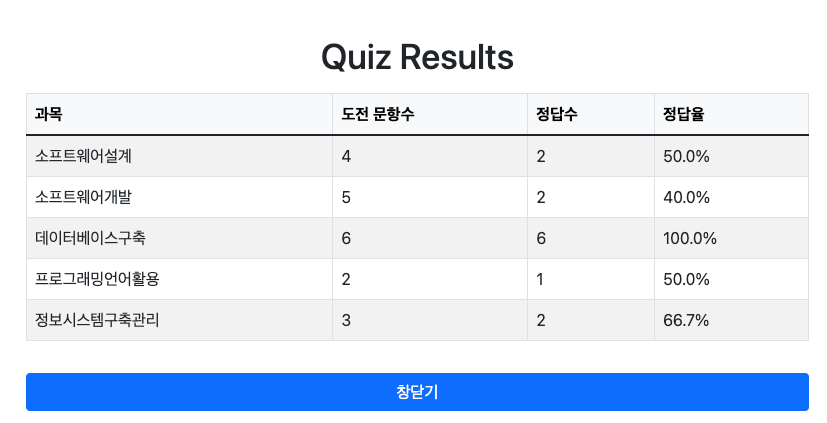 Quiz Results
과목 도전 문항수 정답수 정답율
소프트웨어설계 4 2 50.0%
소프트웨어개발 5 2 40.0%
데이터베이스구축 6 6 100.0%
프로그래밍언어활용 2 1 50.0%
정보시스템구축관리 3 2 66.7%
창닫기